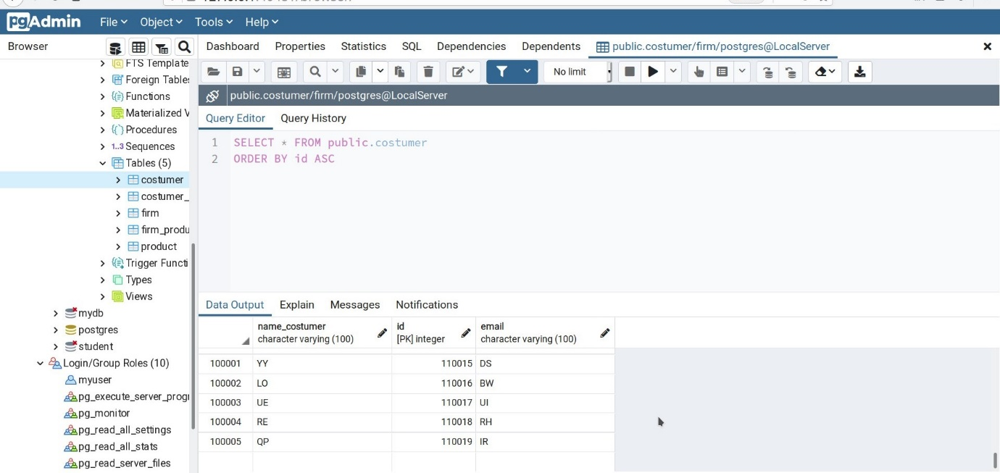 pgAdmin File Object Tools Help
Browser Dashboard Properties Statistics SQL Dependencies Dependents public.costumer/firm/postgres@LocalServer
FTS Template
Foreign Table
Functions
Materialized V
Procedures
1..3 Sequences
Tables (5)
costumer
costumer_
firm
firm_produ
product
Trigger Functi
Types
Views
mydb
postgres
student
Login/Group Roles (10)
myuser
pg_execute_server_progr
pg_monitor
pg_read_all_settings
pg_read_all_stats
pg_read_server_files
No limit
public.costumer/firm/postgres@LocalServer
Query Editor Query History
1 SELECT * FROM public.costumer
2 ORDER BY id ASC
Data Output Explain Messages Notifications
name_costumer id email
character varying (100) [PK] integer character varying (100)
100001 YY 110015 DS
100002 LO 110016 BW
100003 UE 110017 UI
100004 RE 110018 RH
100005 QP 110019 IR